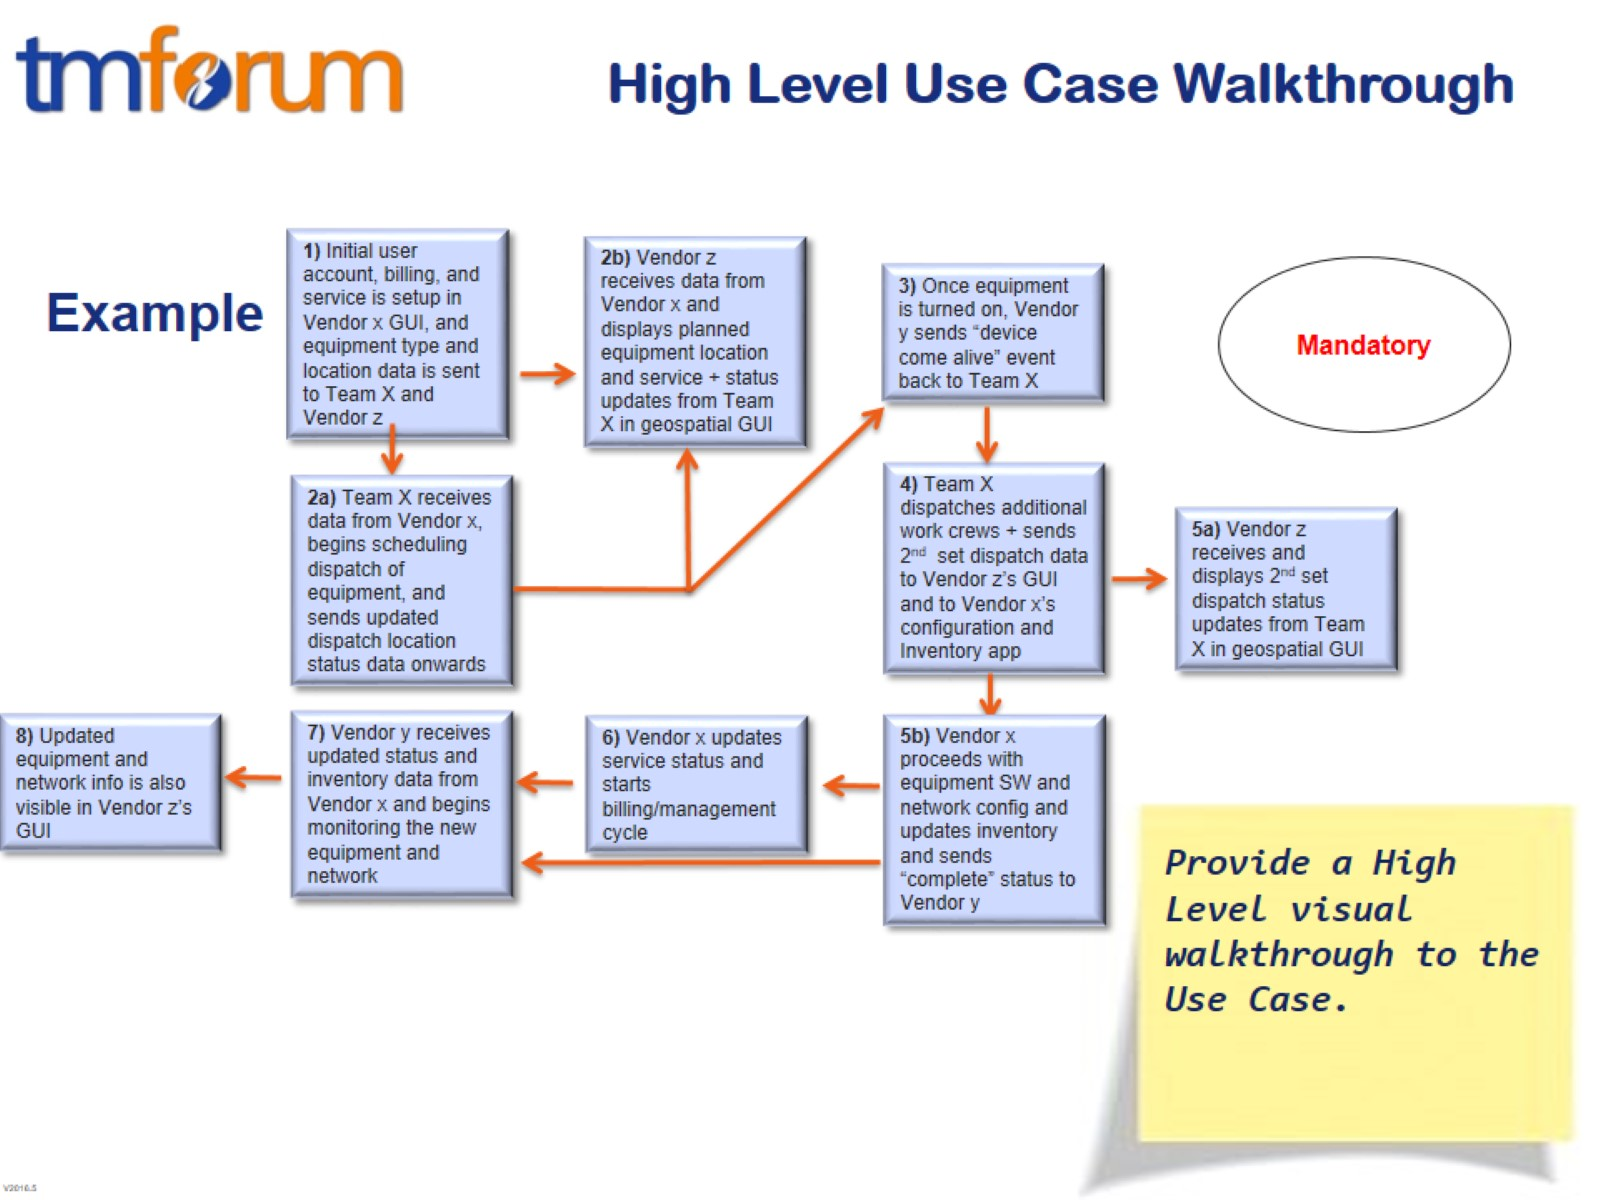 tmforum
High Level Use Case Walkthrough
Example
1) Initial user
account, billing, and
service is setup in
Vendor x GUI, and
equipment type and
location data is sent
to Team X and
Vendor z
2b) Vendor z
receives data from
Vendor x and
displays planned
equipment location
and service + status
updates from Team
X in geospatial GUI
3) Once equipment
is turned on, Vendor
y sends “device
come alive” event
back to Team X
Mandatory
2a) Team X receives
data from Vendor x,
begins scheduling
dispatch of
equipment, and
sends updated
dispatch location
status data onwards
4) Team X
dispatches additional
work crews + sends
2nd set dispatch data
to Vendor z’s GUI
and to Vendor x’s
configuration and
Inventory app
5a) Vendor z
receives and
displays 2nd set
dispatch status
updates from Team
X in geospatial GUI
8) Updated
equipment and
network info is also
visible in Vendor z’s
GUI
7) Vendor y receives
updated status and
inventory data from
Vendor x and begins
monitoring the new
equipment and
network
6) Vendor x updates
service status and
starts
billing/management
cycle
5b) Vendor x
proceeds with
equipment SW and
network config and
updates inventory
and sends
“complete” status to
Vendor y
Provide a High
Level visual
walkthrough to the
Use Case.
V2016.5